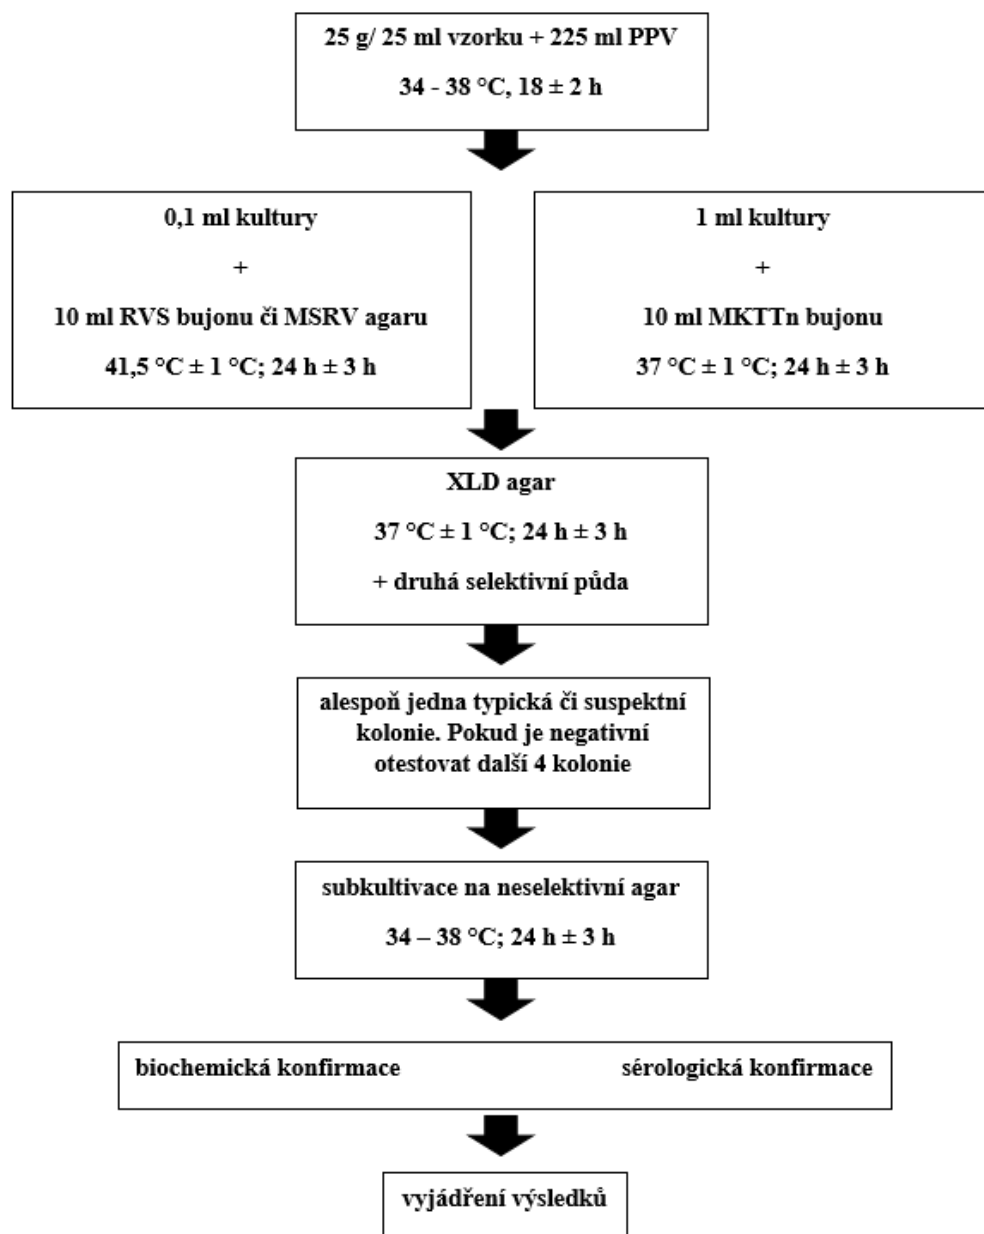 25 g/ 25 ml vzorku + 225 ml PPV
34 - 38 °C, 18 ± 2 h
0,1 ml kultury
+
10 ml RVS bujonu či MSRV agaru
41,5 °C ± 1 °C; 24 h ± 3 h
1 ml kultury
+
10 ml MKTTn bujonu
37 °C ± 1 °C; 24 h ± 3 h
XLD agar
37 °C ± 1 °C; 24 h ± 3 h
+ druhá selektivní půda
alespoň jedna typická či suspektní
kolonie. Pokud je negativní
otestovat další 4 kolonie
subkultivace na neselektivní agar
34 – 38 °C; 24 h ± 3 h
biochemická konfirmace
sérologická konfirmace
vyjádření výsledků